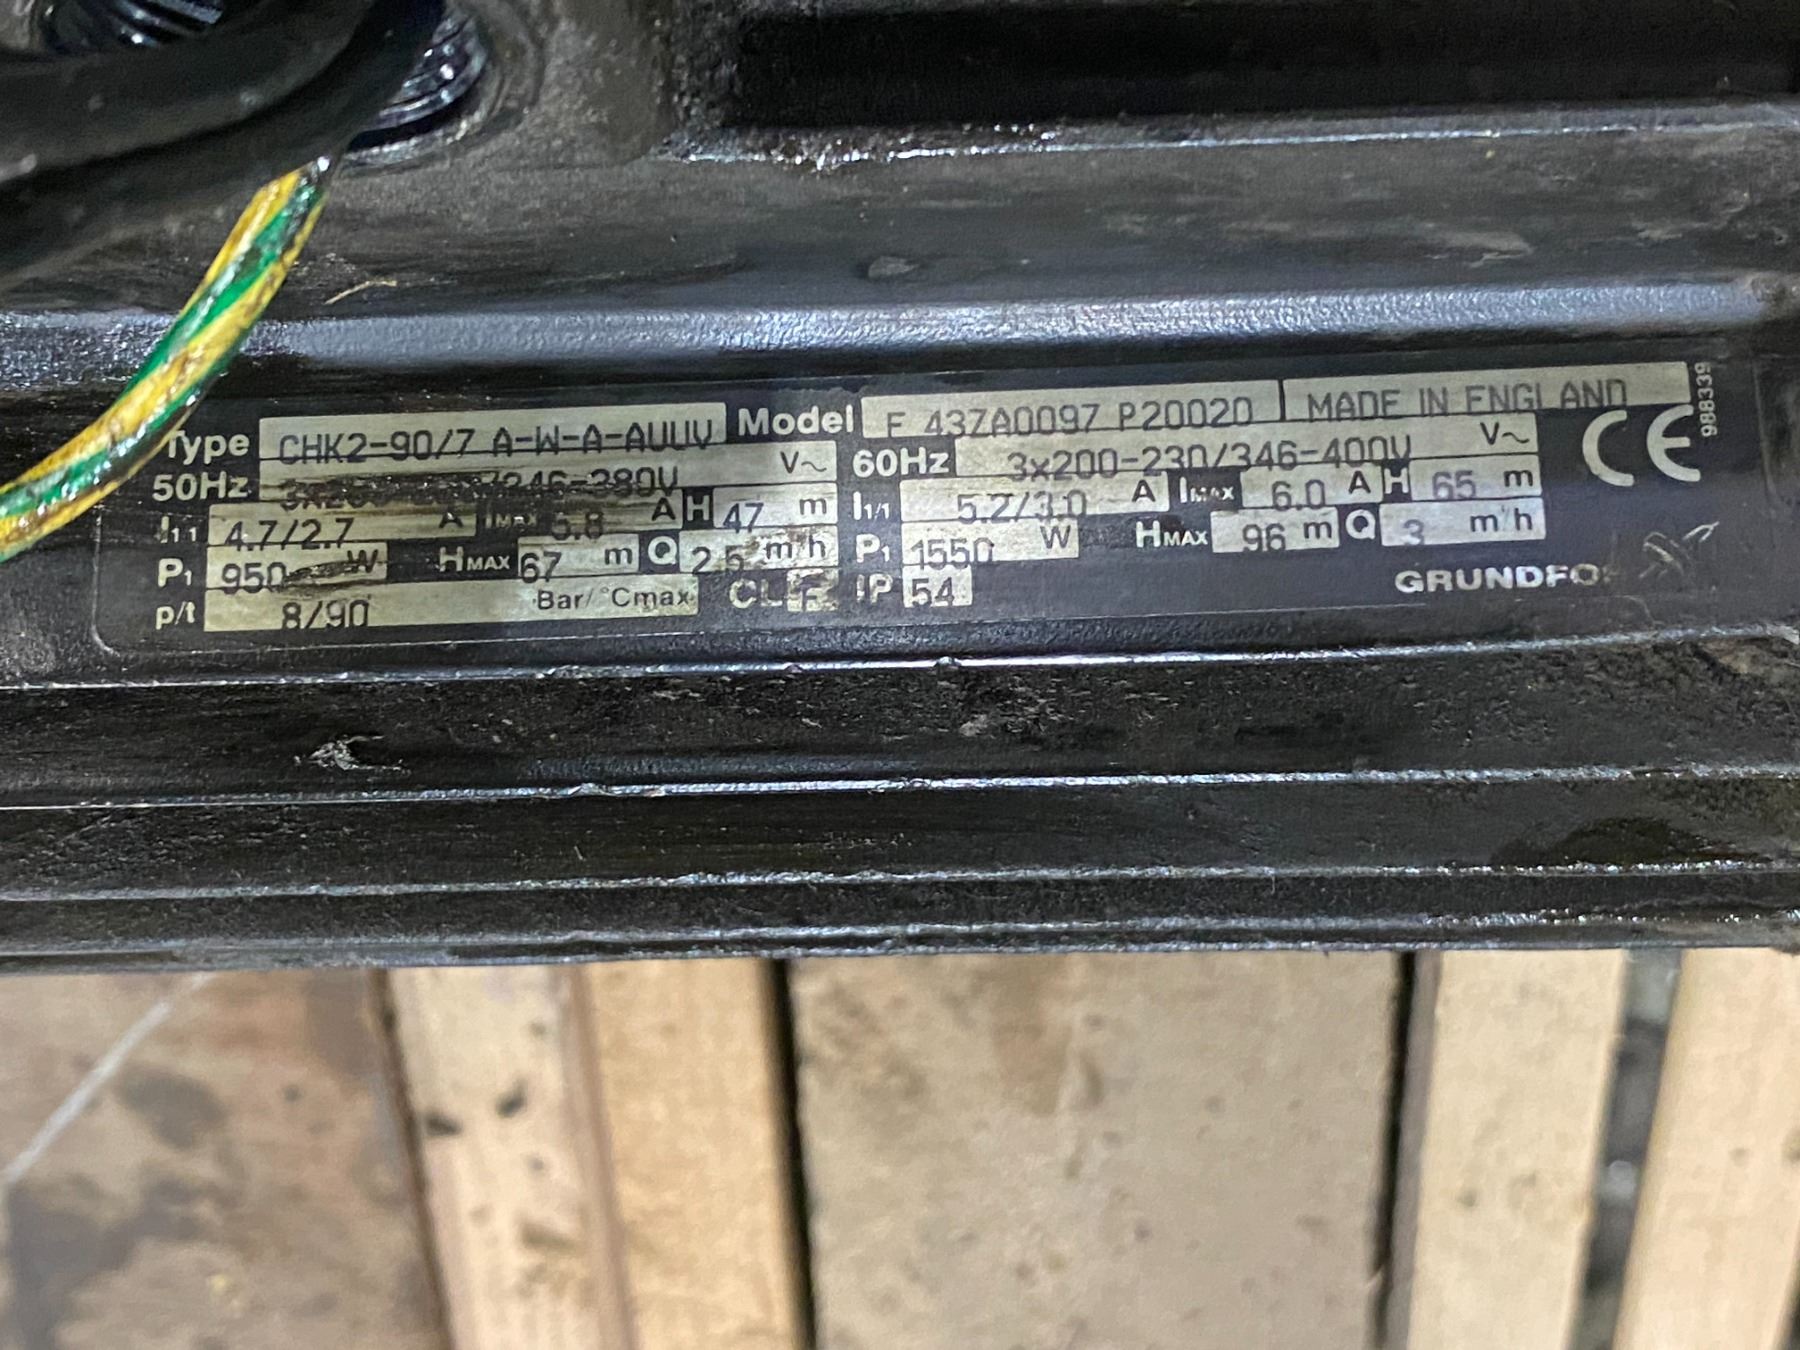 Type CHK2-90/7 A-W-A-AUUV Model F 437A0097 P20020 MADE IN ENGLAND
50Hz 346-380V V~ 60Hz 3x200-230/346-400V V~
I1/1 4.7/2.7 A IMAX 5.8 A H 47 m I1/1 5.2/3.0 A IMAX 6.0 A H 65 m
P1 950 W HMAX 67 m Q 2.5 m³h P1 1550 W HMAX 96 m Q 3 m³h
p/t 8/90 Bar/°Cmax CL F IP 54
CE
988339
GRUNDFOS